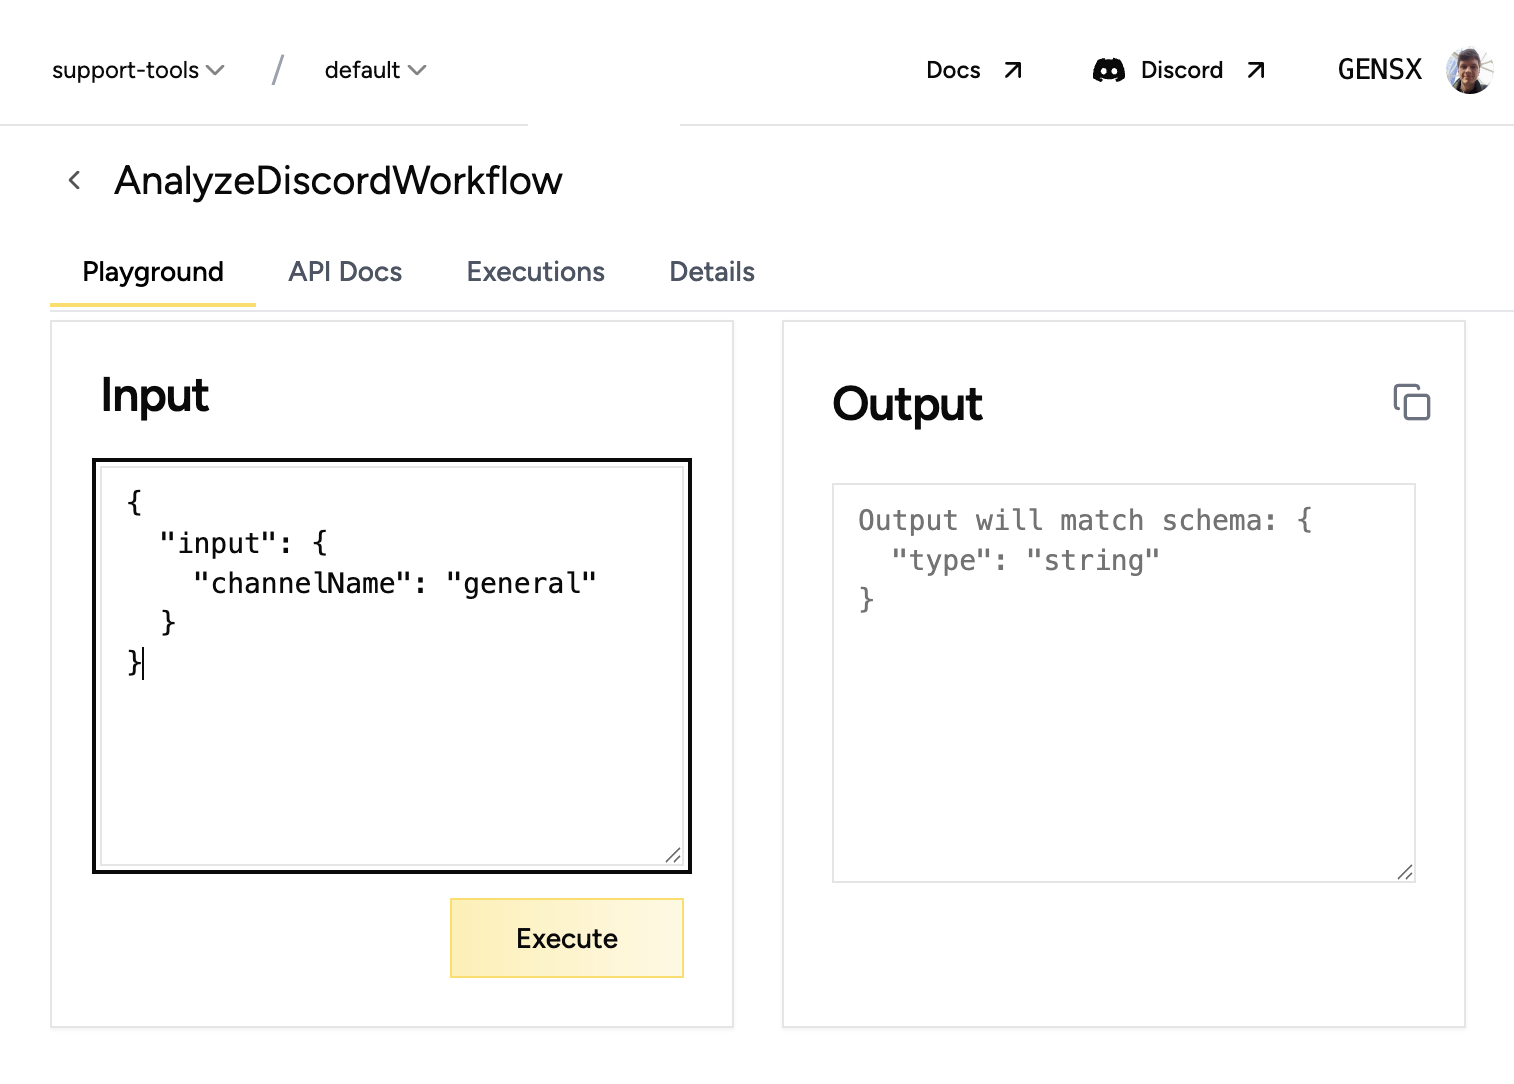 support-tools / default Docs Discord GENSX
AnalyzeDiscordWorkflow
Playground API Docs Executions Details
Input
{
  "input": {
    "channelName": "general"
  }
}
Execute
Output
Output will match schema: {
  "type": "string"
}